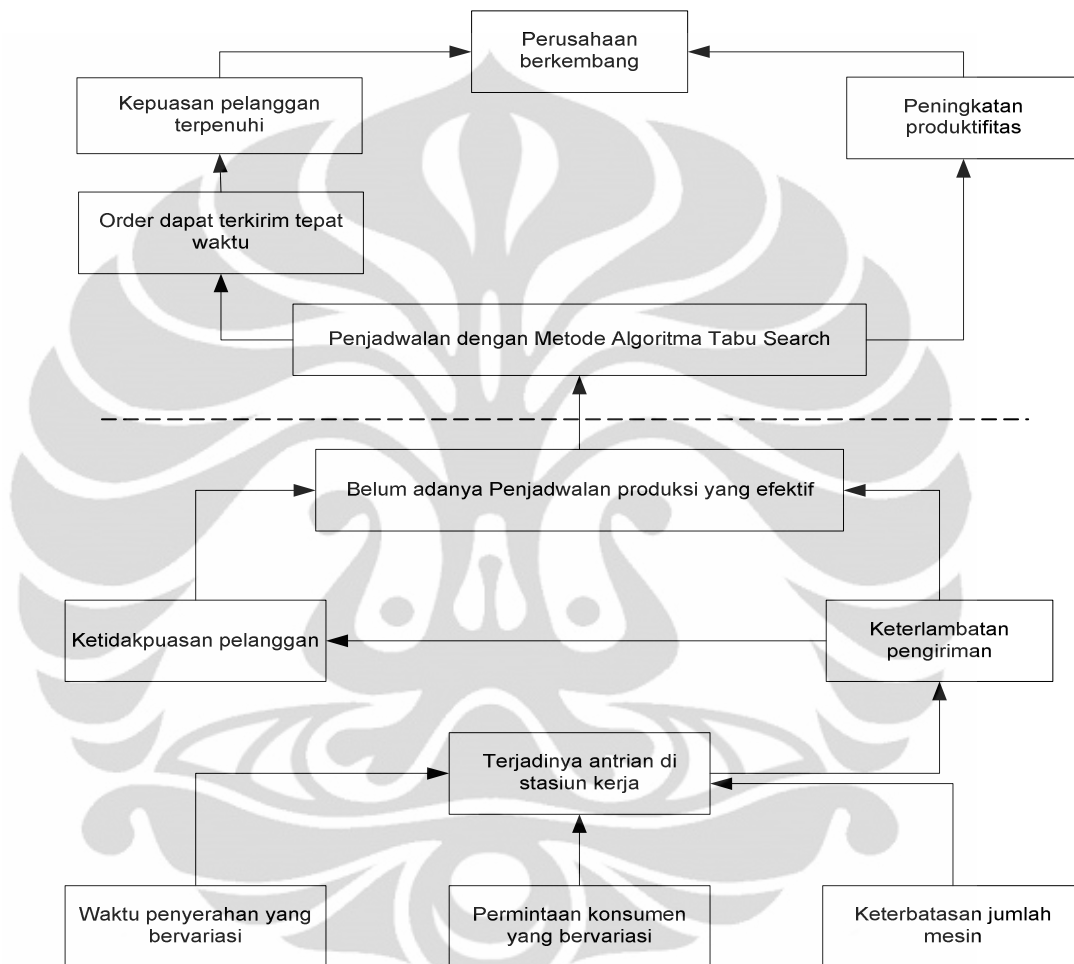 Perusahaan
berkembang
Kepuasan pelanggan
terpenuhi
Peningkatan
produktifitas
Order dapat terkirim tepat
waktu
Penjadwalan dengan Metode Algoritma Tabu Search
Belum adanya Penjadwalan produksi yang efektif
Ketidakpuasan pelanggan
Keterlambatan
pengiriman
Terjadinya antrian di
stasiun kerja
Waktu penyerahan yang
bervariasi
Permintaan konsumen
yang bervariasi
Keterbatasan jumlah
mesin